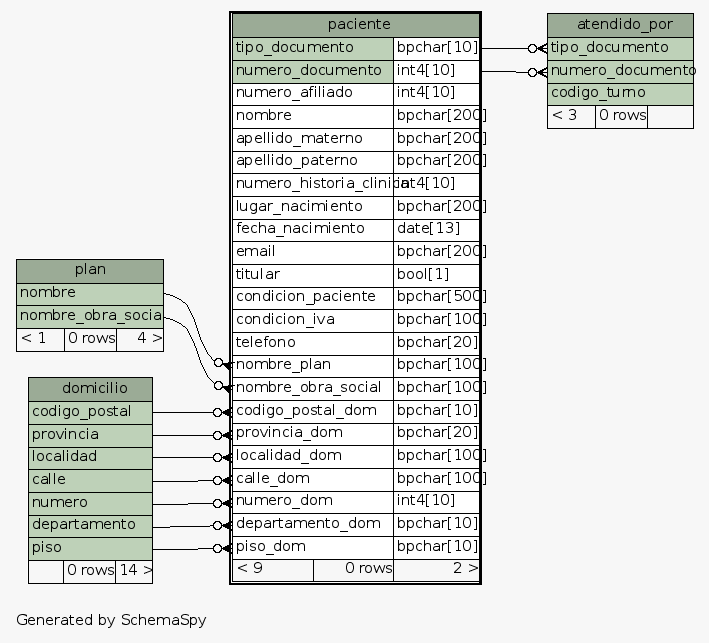 paciente
tipo_documento bpchar[10]
numero_documento int4[10]
numero_afiliado int4[10]
nombre bpchar[200]
apellido_materno bpchar[200]
apellido_paterno bpchar[200]
numero_historia_clinica int4[10]
lugar_nacimiento bpchar[200]
fecha_nacimiento date[13]
email bpchar[200]
titular bool[1]
condicion_paciente bpchar[500]
condicion_iva bpchar[100]
telefono bpchar[20]
nombre_plan bpchar[100]
nombre_obra_social bpchar[100]
codigo_postal_dom bpchar[10]
provincia_dom bpchar[20]
localidad_dom bpchar[100]
calle_dom bpchar[100]
numero_dom int4[10]
departamento_dom bpchar[10]
piso_dom bpchar[10]
< 9 0 rows 2 >
atendido_por
tipo_documento
numero_documento
codigo_turno
< 3 0 rows
plan
nombre
nombre_obra_socia
< 1 0 rows 4 >
domicilio
codigo_postal
provincia
localidad
calle
numero
departamento
piso
0 rows 14 >
Generated by SchemaSpy